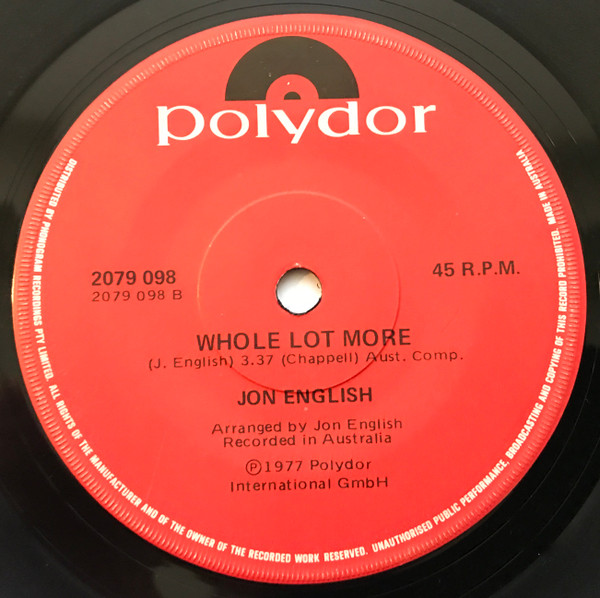 polydor
2079 098
2079 098 B
45 R.P.M.
WHOLE LOT MORE
(J. English) 3.37 (Chappell) Aust. Comp.
JON ENGLISH
Arranged by Jon English
Recorded in Australia
Ⓟ1977 Polydor
International GmbH
DISTRIBUTED BY PHONOGRAM RECORDINGS PTY LIMITED. ALL RIGHTS OF THE MANUFACTURER AND OF THE OWNER OF THE RECORDED WORK RESERVED. UNAUTHORISED PUBLIC PERFORMANCE, BROADCASTING AND COPYING OF THIS RECORD PROHIBITED. MADE IN AUSTRALIA